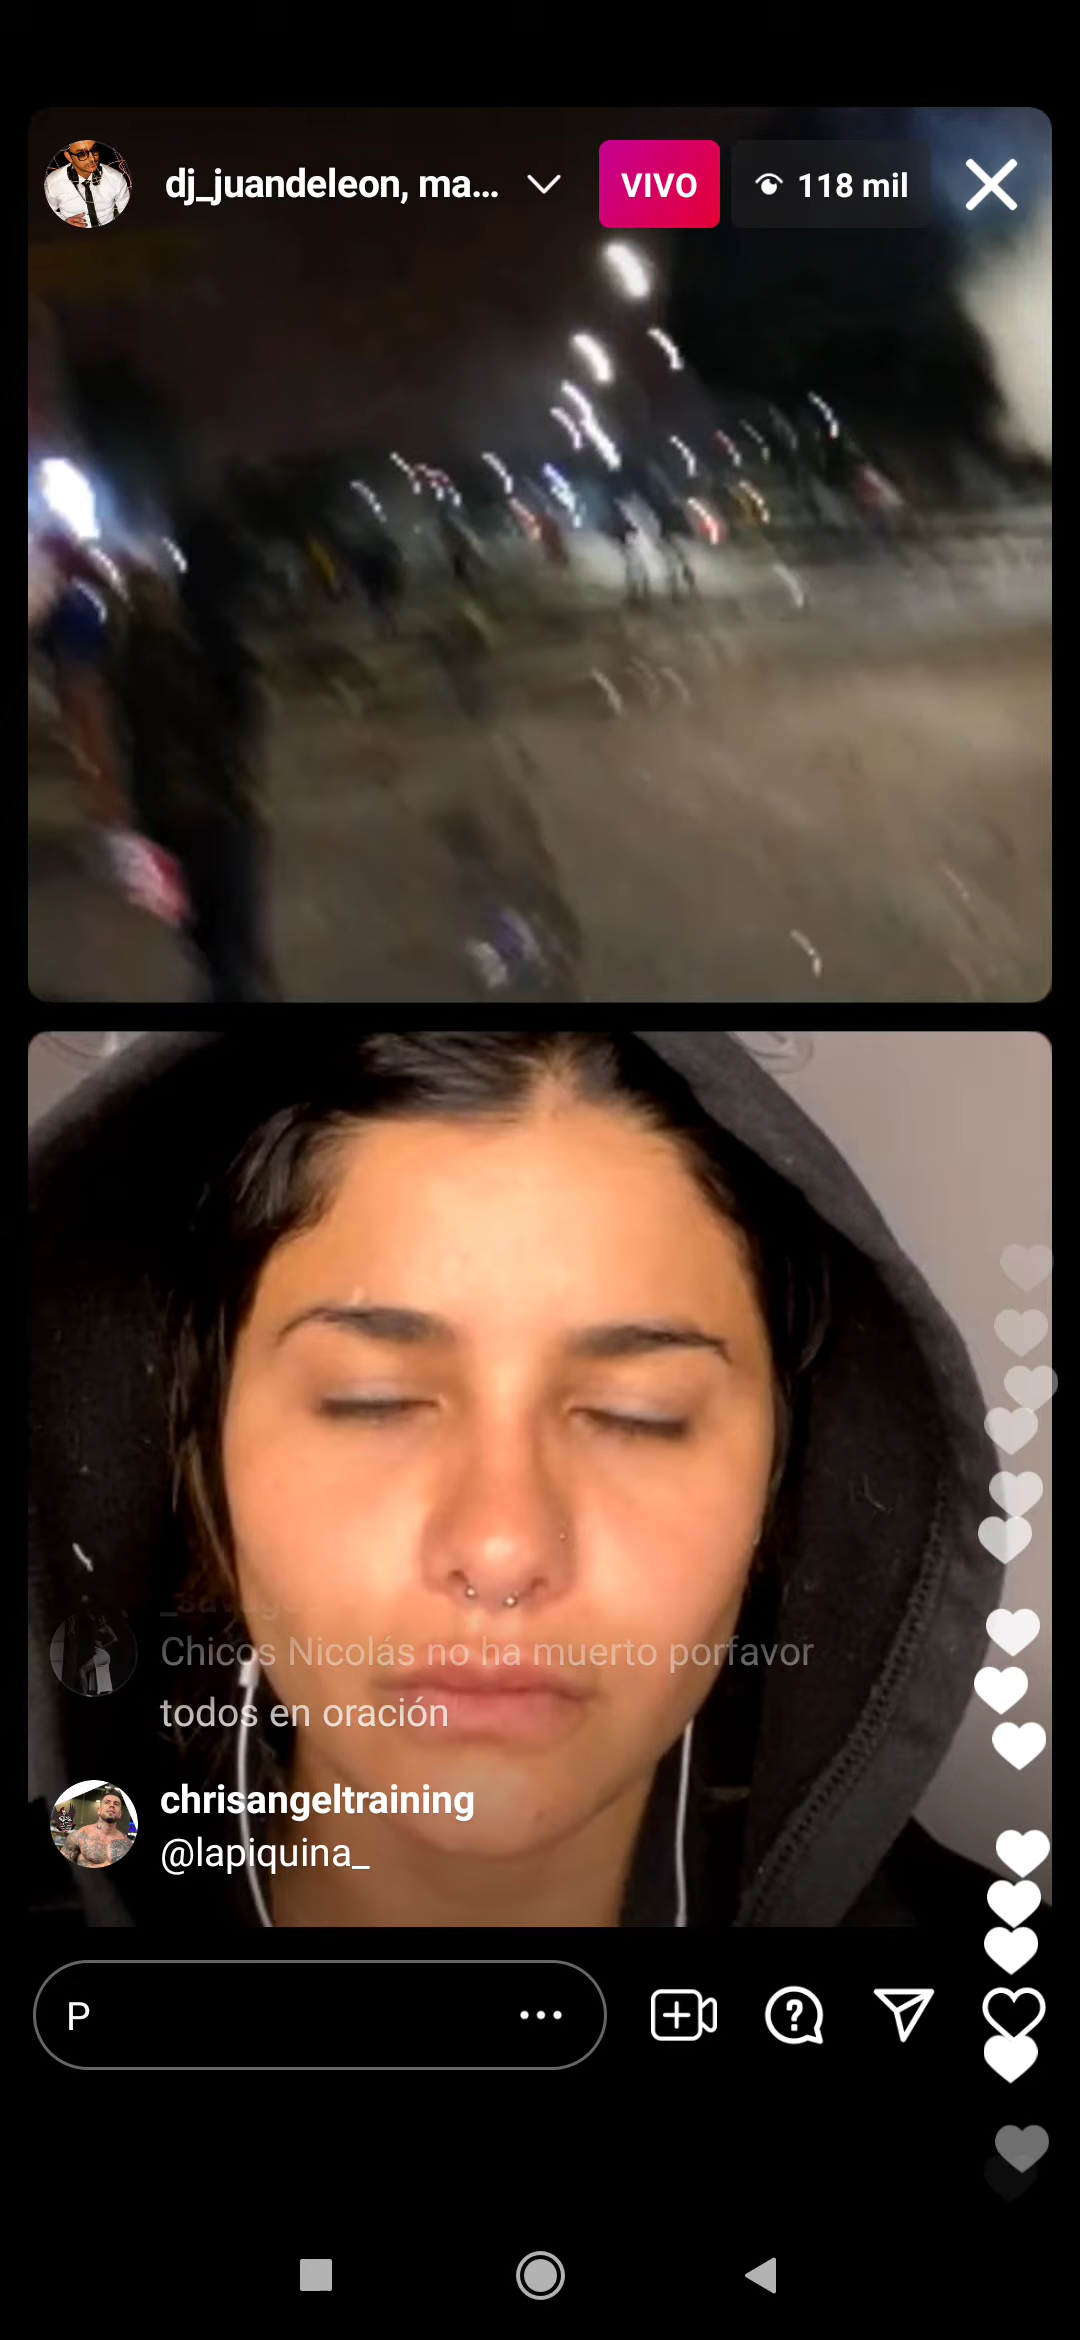 dj_juandeleon, ma...
VIVO
118 mil
Chicos Nicolás no ha muerto porfavor
todos en oración
chrisangeltraining
@lapiquina_
P